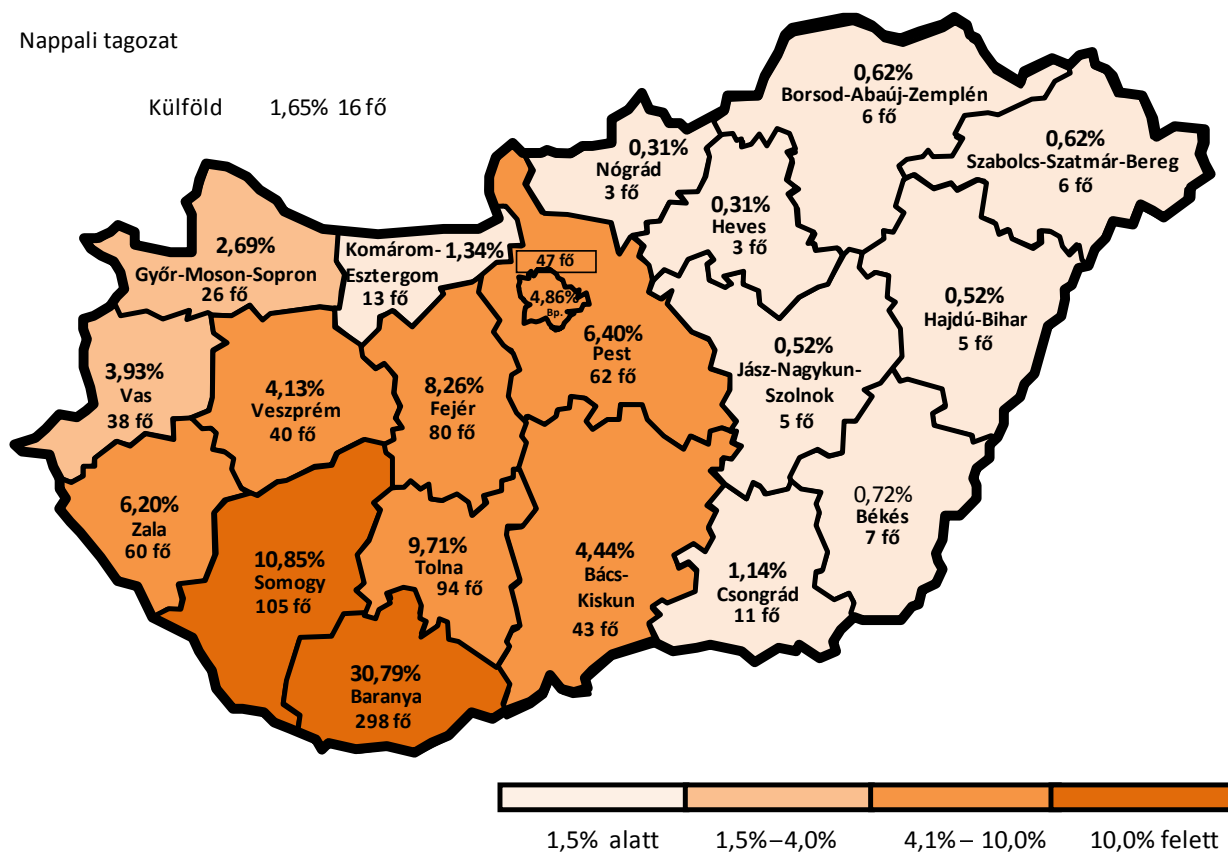 Nappali tagozat
Külföld 1,65% 16 fő
0,62%
Borsod-Abaúj-Zemplén
6 fő
0,62%
Szabolcs-Szatmár-Bereg
6 fő
0,31%
Nógrád
3 fő
0,31%
Heves
3 fő
2,69%
Győr-Moson-Sopron
26 fő
Komárom- 1,34%
Esztergom
13 fő
47 fő
4,86%
Bp.
6,40%
Pest
62 fő
0,52%
Hajdú-Bihar
5 fő
0,52%
Jász-Nagykun-
Szolnok
5 fő
3,93%
Vas
38 fő
4,13%
Veszprém
40 fő
8,26%
Fejér
80 fő
6,20%
Zala
60 fő
10,85%
Somogy
105 fő
9,71%
Tolna
94 fő
4,44%
Bács-
Kiskun
43 fő
0,72%
Békés
7 fő
1,14%
Csongrád
11 fő
30,79%
Baranya
298 fő
1,5% alatt 1,5%–4,0% 4,1% – 10,0% 10,0% felett